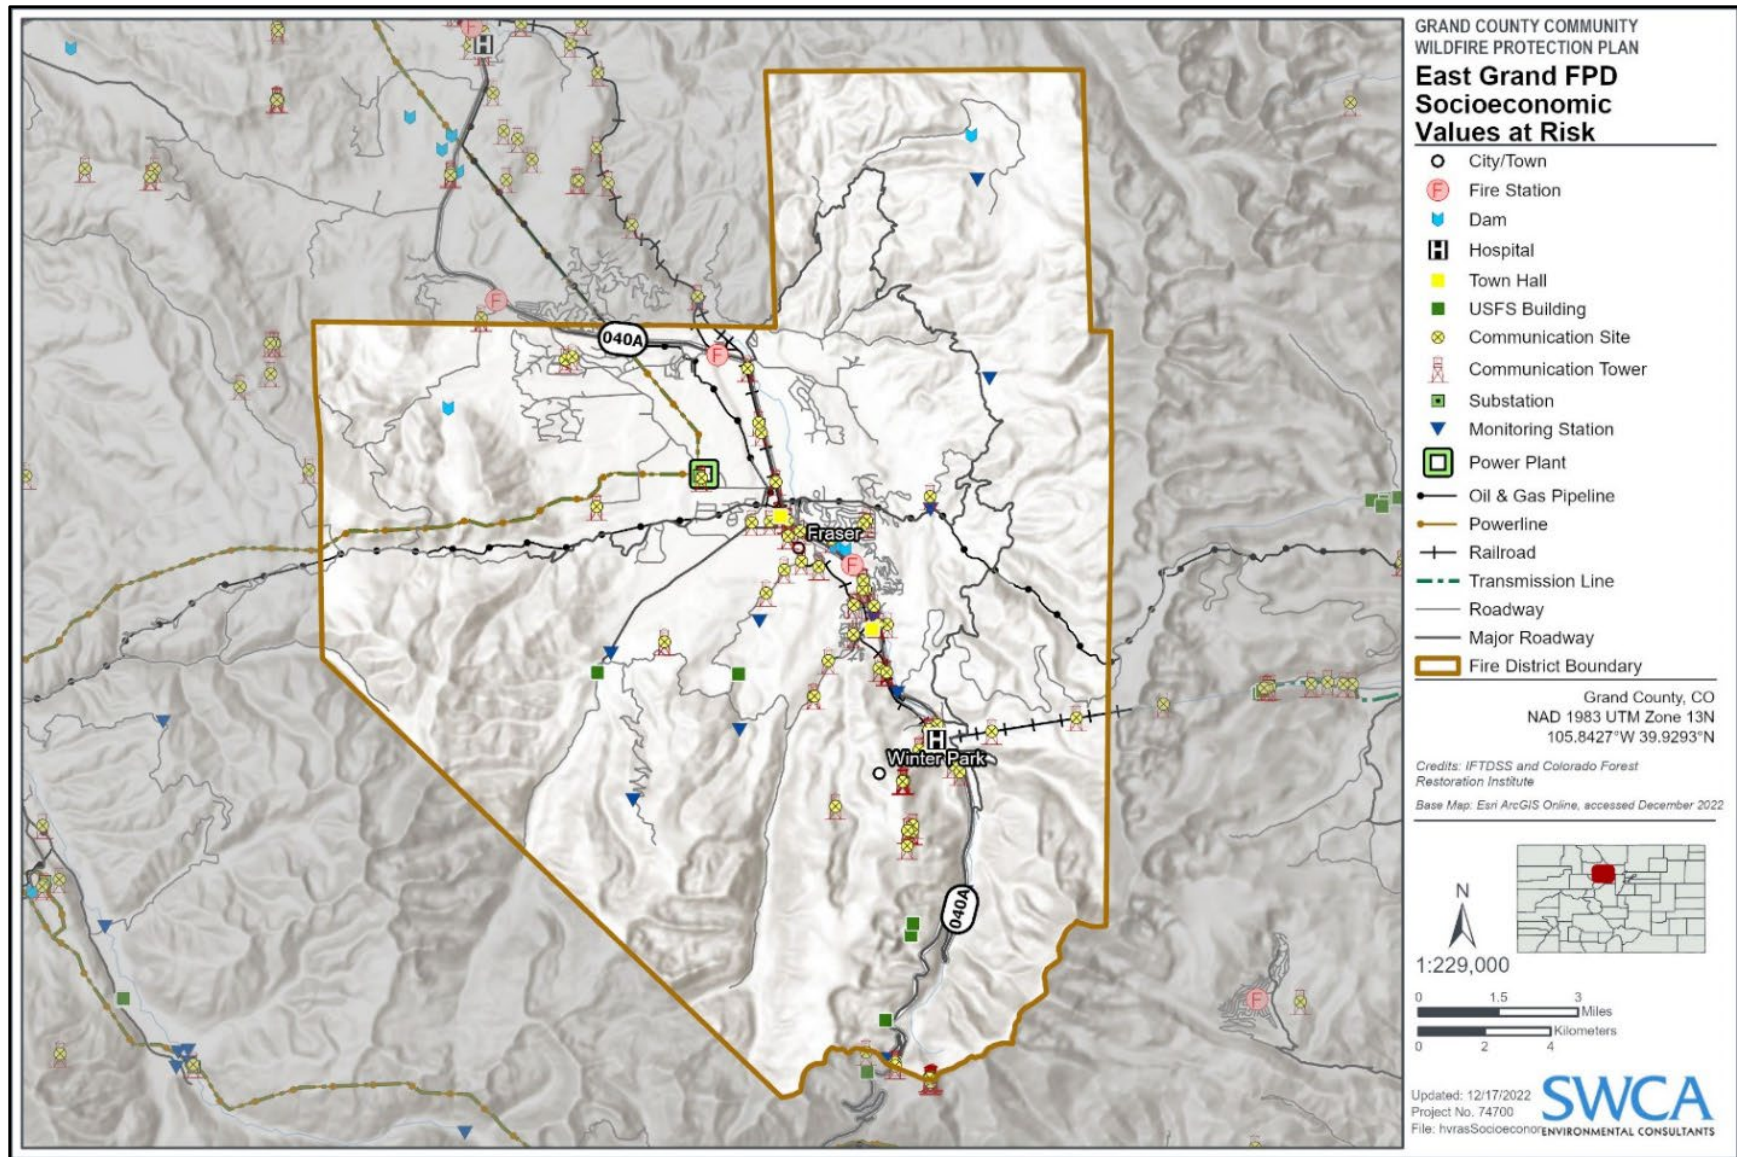 GRAND COUNTY COMMUNITY
WILDFIRE PROTECTION PLAN
East Grand FPD
Socioeconomic
Values at Risk
City/Town
F Fire Station
Dam
H Hospital
Town Hall
USFS Building
Communication Site
Communication Tower
Substation
Monitoring Station
Power Plant
Oil & Gas Pipeline
Powerline
Railroad
Transmission Line
Roadway
Major Roadway
Fire District Boundary
Grand County, CO
NAD 1983 UTM Zone 13N
105.8427°W 39.9293°N
Credits: IFTDSS and Colorado Forest
Restoration Institute
Base Map: Esri ArcGIS Online, accessed December 2022
N
1:229,000
0 1.5 3
Miles
Kilometers
0 2 4
Updated: 12/17/2022
Project No. 74700
File: hvrasSocioeconom
SWCA
ENVIRONMENTAL CONSULTANTS
F
H
F
040A
F
Fraser
F
H
Winter Park
040A
F